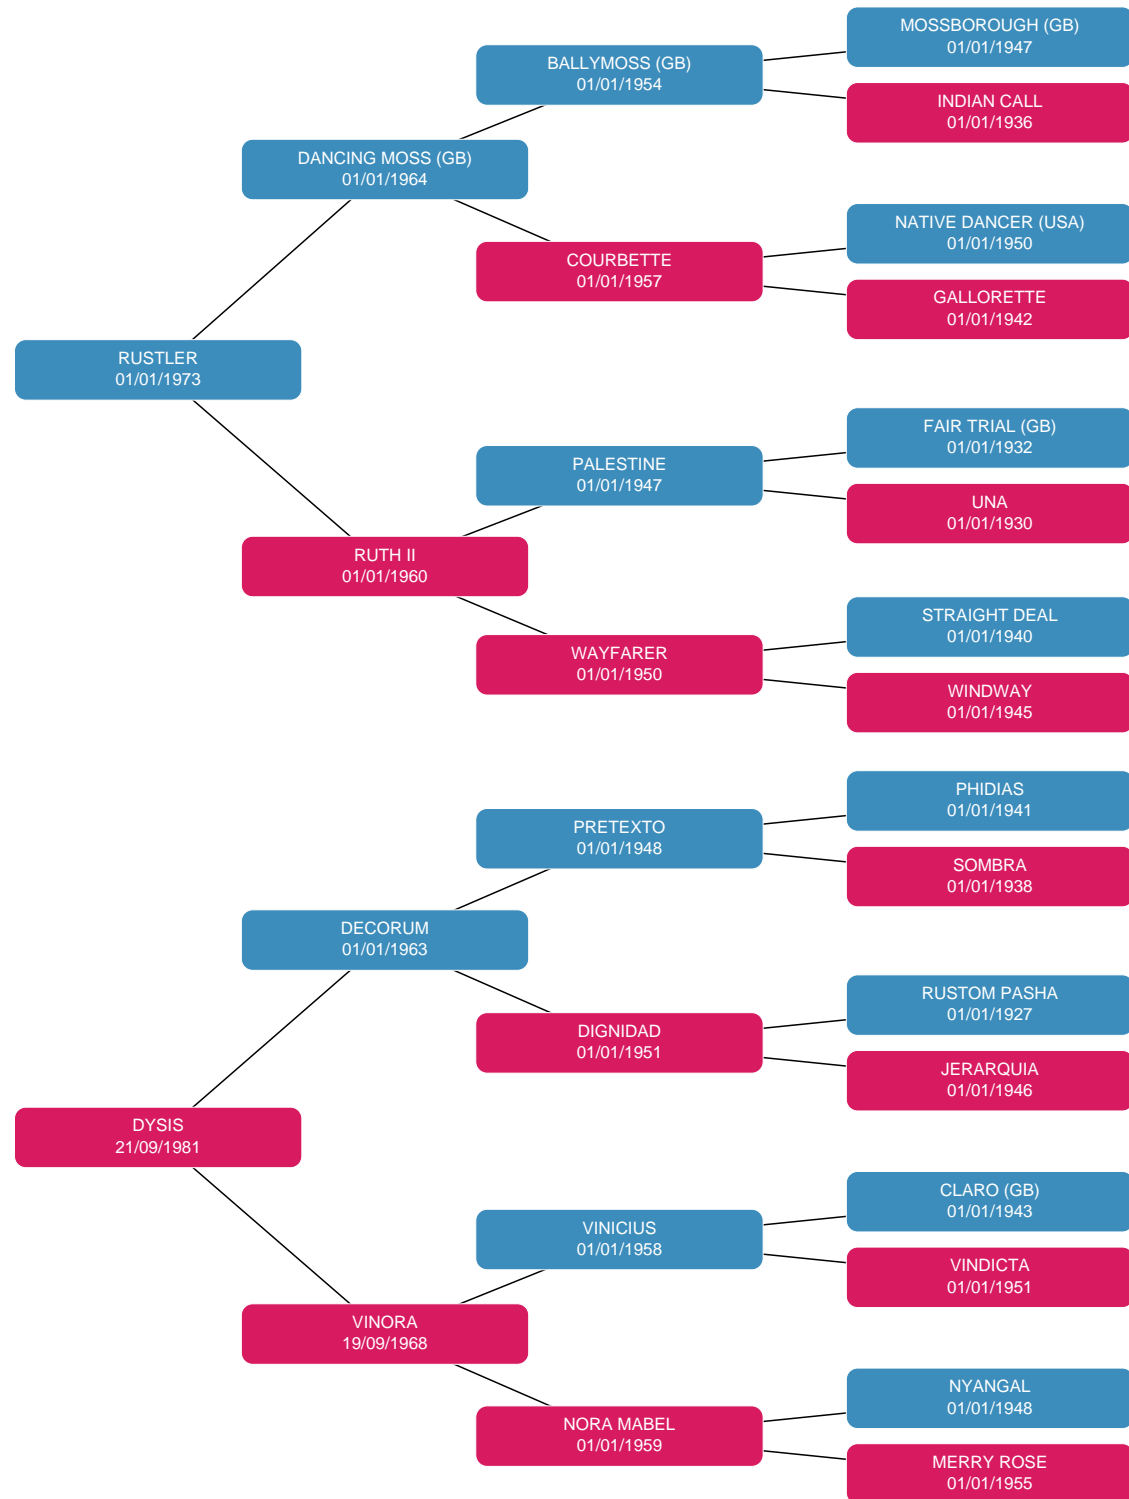 MOSSBOROUGH (GB)
01/01/1947
BALLYMOSS (GB)
01/01/1954
INDIAN CALL
01/01/1936
DANCING MOSS (GB)
01/01/1964
NATIVE DANCER (USA)
01/01/1950
COURBETTE
01/01/1957
GALLORETTE
01/01/1942
RUSTLER
01/01/1973
FAIR TRIAL (GB)
01/01/1932
PALESTINE
01/01/1947
UNA
01/01/1930
RUTH II
01/01/1960
STRAIGHT DEAL
01/01/1940
WAYFARER
01/01/1950
WINDWAY
01/01/1945
PHIDIAS
01/01/1941
PRETEXTO
01/01/1948
SOMBRA
01/01/1938
DECORUM
01/01/1963
RUSTOM PASHA
01/01/1927
DIGNIDAD
01/01/1951
JERARQUIA
01/01/1946
DYSIS
21/09/1981
CLARO (GB)
01/01/1943
VINICIUS
01/01/1958
VINDICTA
01/01/1951
VINORA
19/09/1968
NYANGAL
01/01/1948
NORA MABEL
01/01/1959
MERRY ROSE
01/01/1955